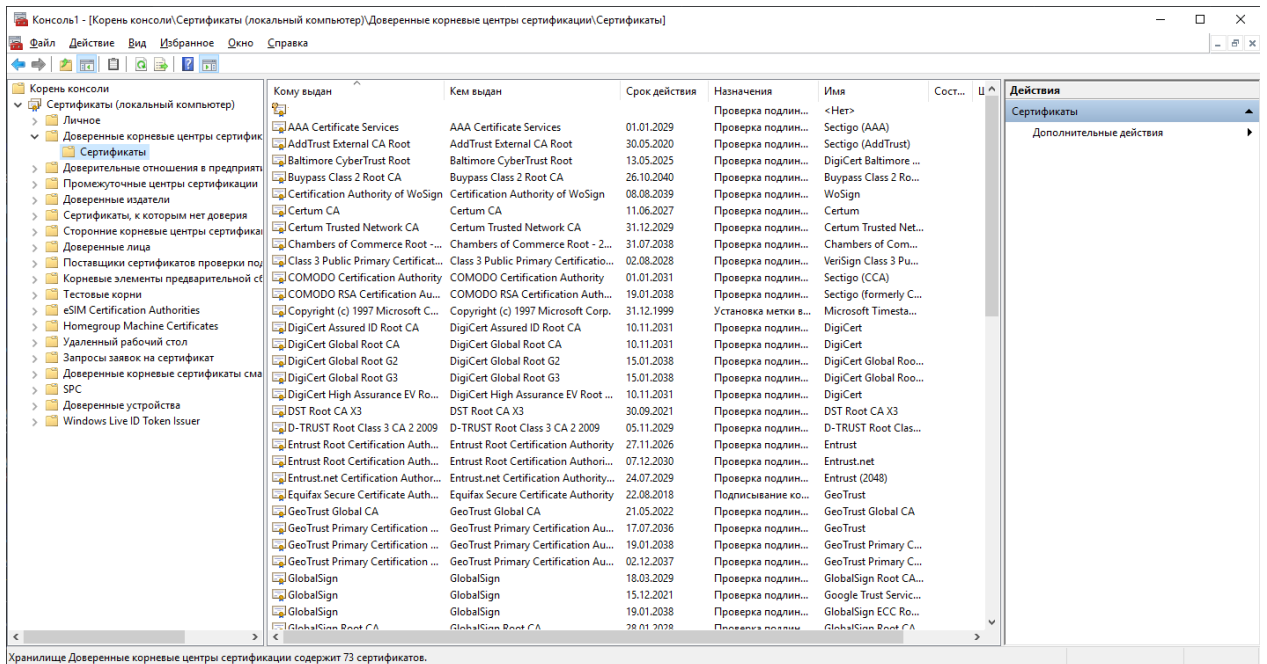 Консоль1 - [Корень консоли\Сертификаты (локальный компьютер)\Доверенные корневые центры сертификации\Сертификаты]
Файл Действие Вид Избранное Окно Справка
Корень консоли
Сертификаты (локальный компьютер)
Личное
Доверенные корневые центры сертифик
Сертификаты
Доверительные отношения в предприяти
Промежуточные центры сертификации
Доверенные издатели
Сертификаты, к которым нет доверия
Сторонние корневые центры сертификац
Доверенные лица
Поставщики сертификатов проверки под
Корневые элементы предварительной сб
Тестовые корни
eSIM Certification Authorities
Homegroup Machine Certificates
Удаленный рабочий стол
Запросы заявок на сертификат
Доверенные корневые сертификаты сма
SPC
Доверенные устройства
Windows Live ID Token Issuer
Кому выдан Кем выдан Срок действия Назначения Имя Сост... Ш
Проверка подлин... <Нет>
AAA Certificate Services AAA Certificate Services 01.01.2029 Проверка подлин... Sectigo (AAA)
AddTrust External CA Root AddTrust External CA Root 30.05.2020 Проверка подлин... Sectigo (AddTrust)
Baltimore CyberTrust Root Baltimore CyberTrust Root 13.05.2025 Проверка подлин... DigiCert Baltimore ...
Buypass Class 2 Root CA Buypass Class 2 Root CA 26.10.2040 Проверка подлин... Buypass Class 2 Ro...
Certification Authority of WoSign Certification Authority of WoSign 08.08.2039 Проверка подлин... WoSign
Certum CA Certum CA 11.06.2027 Проверка подлин... Certum
Certum Trusted Network CA Certum Trusted Network CA 31.12.2029 Проверка подлин... Certum Trusted Net...
Chambers of Commerce Root -... Chambers of Commerce Root - 2... 31.07.2038 Проверка подлин... Chambers of Com...
Class 3 Public Primary Certificat... Class 3 Public Primary Certificatio... 02.08.2028 Проверка подлин... VeriSign Class 3 Pu...
COMODO Certification Authority COMODO Certification Authority 01.01.2031 Проверка подлин... Sectigo (CCA)
COMODO RSA Certification Au... COMODO RSA Certification Auth... 19.01.2038 Проверка подлин... Sectigo (formerly C...
Copyright (c) 1997 Microsoft C... Copyright (c) 1997 Microsoft Corp. 31.12.1999 Установка метки в... Microsoft Timesta...
DigiCert Assured ID Root CA DigiCert Assured ID Root CA 10.11.2031 Проверка подлин... DigiCert
DigiCert Global Root CA DigiCert Global Root CA 10.11.2031 Проверка подлин... DigiCert
DigiCert Global Root G2 DigiCert Global Root G2 15.01.2038 Проверка подлин... DigiCert Global Roo...
DigiCert Global Root G3 DigiCert Global Root G3 15.01.2038 Проверка подлин... DigiCert Global Roo...
DigiCert High Assurance EV Ro... DigiCert High Assurance EV Root ... 10.11.2031 Проверка подлин... DigiCert
DST Root CA X3 DST Root CA X3 30.09.2021 Проверка подлин... DST Root CA X3
D-TRUST Root Class 3 CA 2 2009 D-TRUST Root Class 3 CA 2 2009 05.11.2029 Проверка подлин... D-TRUST Root Clas...
Entrust Root Certification Auth... Entrust Root Certification Authority 27.11.2026 Проверка подлин... Entrust
Entrust Root Certification Auth... Entrust Root Certification Authori... 07.12.2030 Проверка подлин... Entrust.net
Entrust.net Certification Author... Entrust.net Certification Authority... 24.07.2029 Проверка подлин... Entrust (2048)
Equifax Secure Certificate Auth... Equifax Secure Certificate Authority 22.08.2018 Подписывание ко... GeoTrust
GeoTrust Global CA GeoTrust Global CA 21.05.2022 Проверка подлин... GeoTrust Global CA
GeoTrust Primary Certification ... GeoTrust Primary Certification Au... 17.07.2036 Проверка подлин... GeoTrust
GeoTrust Primary Certification ... GeoTrust Primary Certification Au... 19.01.2038 Проверка подлин... GeoTrust Primary C...
GeoTrust Primary Certification ... GeoTrust Primary Certification Au... 02.12.2037 Проверка подлин... GeoTrust Primary C...
GlobalSign GlobalSign 18.03.2029 Проверка подлин... GlobalSign Root CA...
GlobalSign GlobalSign 15.12.2021 Проверка подлин... Google Trust Servic...
GlobalSign GlobalSign 19.01.2038 Проверка подлин... GlobalSign ECC Ro...
GlobalSign Root CA GlobalSign Root CA 28.01.2028 Проверка подлин... GlobalSign Root CA
Действия
Сертификаты
Дополнительные действия
Хранилище Доверенные корневые центры сертификации содержит 73 сертификатов.